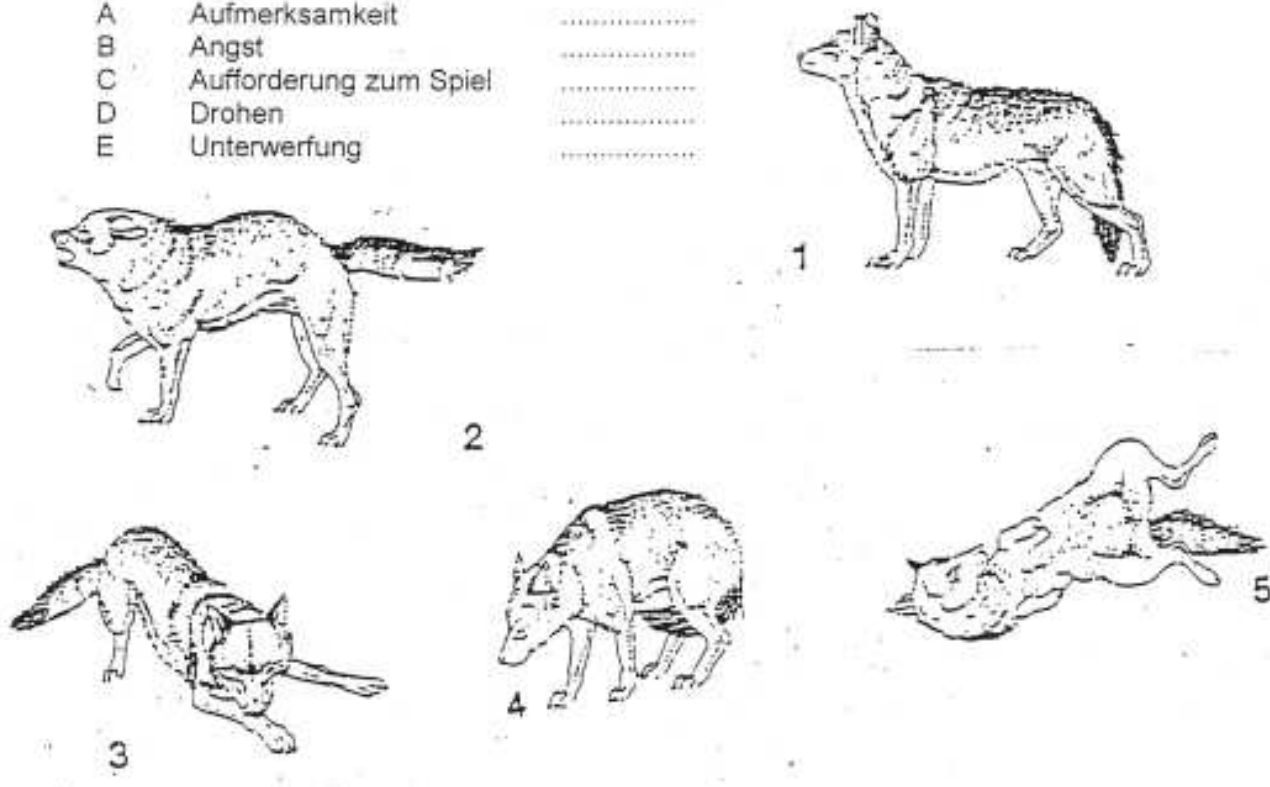 A Aufmerksamkeit ....................
B Angst ....................
C Aufforderung zum Spiel ....................
D Drohen ....................
E Unterwerfung ....................
1
2
3
4
5